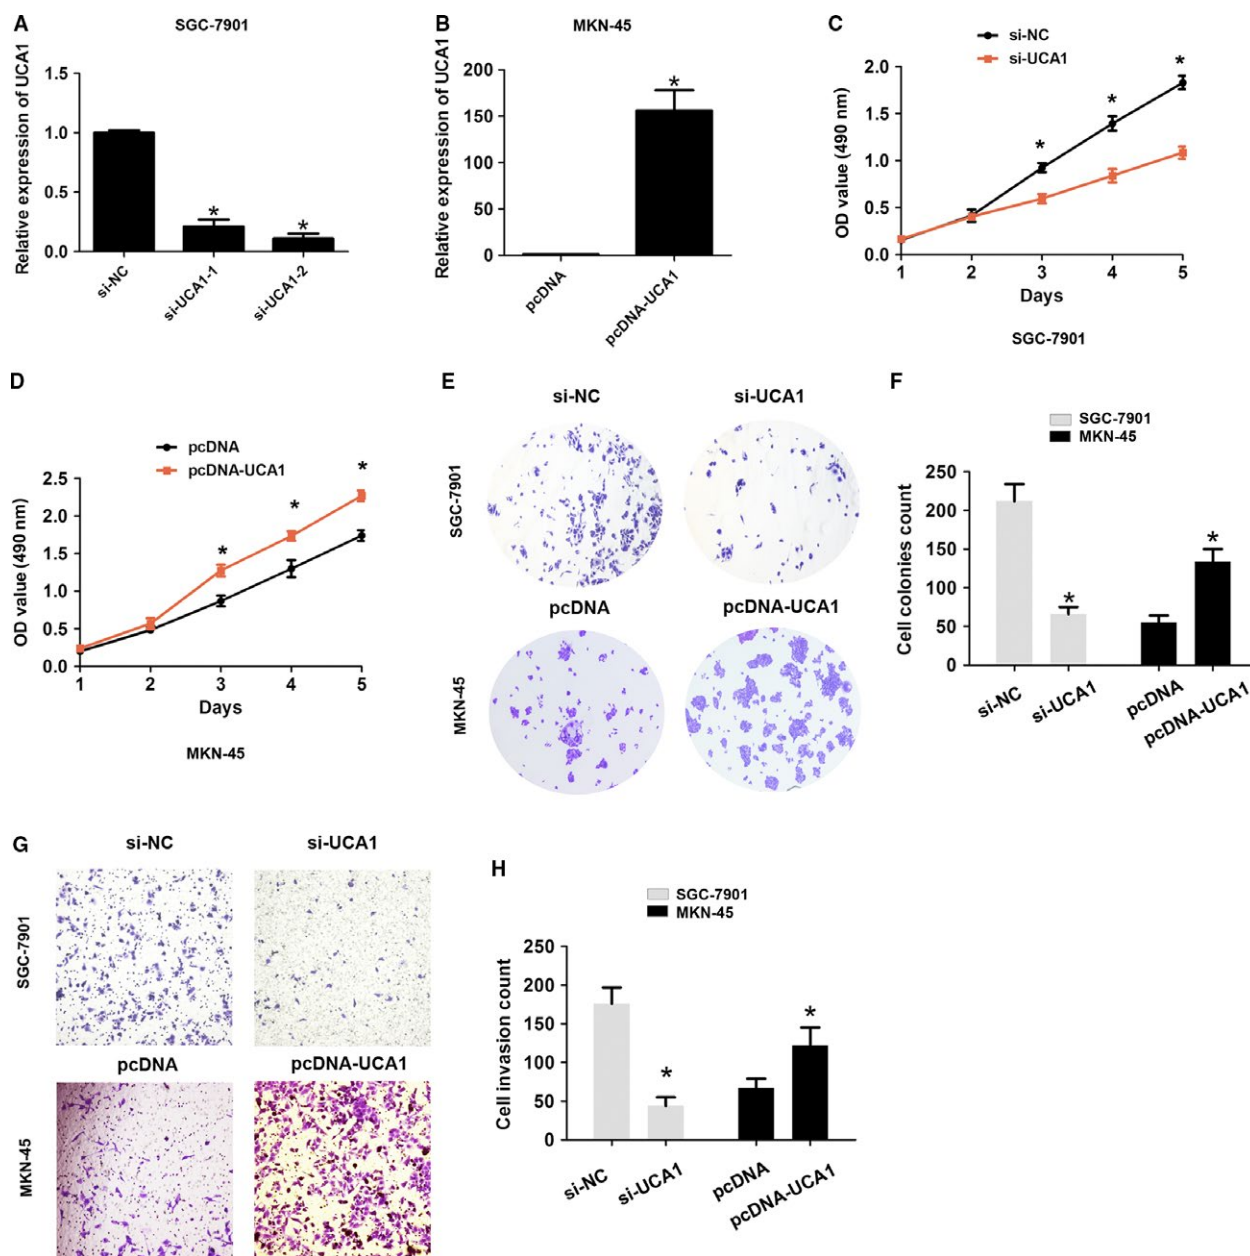 A
SGC-7901
Relative expression of UCA1
1.5
1.0
0.5
0.0
si-NC
si-UCA1-1
si-UCA1-2
*
*
B
MKN-45
Relative expression of UCA1
200
150
100
50
0
pcDNA
pcDNA-UCA1
*
C
si-NC
si-UCA1
OD value (490 nm)
2.0
1.5
1.0
0.5
0.0
* * *
1 2 3 4 5
Days
SGC-7901
D
pcDNA
pcDNA-UCA1
OD value (490 nm)
2.5
2.0
1.5
1.0
0.5
0.0
* * *
1 2 3 4 5
Days
MKN-45
E
si-NC si-UCA1
SGC-7901
pcDNA pcDNA-UCA1
MKN-45
F
SGC-7901
MKN-45
Cell colonies count
250
200
150
100
50
0
* *
si-NC si-UCA1 pcDNA pcDNA-UCA1
G
si-NC si-UCA1
SGC-7901
pcDNA pcDNA-UCA1
MKN-45
H
SGC-7901
MKN-45
Cell invasion count
250
200
150
100
50
0
* *
si-NC si-UCA1 pcDNA pcDNA-UCA1